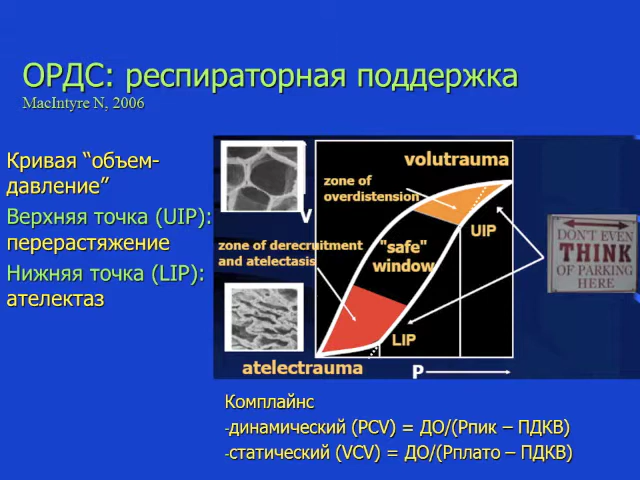 ОРДС: респираторная поддержка
MacIntyre N, 2006
Кривая “объем-
давление”
Верхняя точка (UIP):
перерастяжение
Нижняя точка (LIP):
ателектаз
volutrauma
zone of
overdistension
V
UIP
"safe"
window
zone of derecruitment
and atelectasis
LIP
atelectrauma
P
DON'T EVEN
THINK
OF PARKING
HERE
Комплайнс
-динамический (PCV) = ДО/(Рпик – ПДКВ)
-статический (VCV) = ДО/(Рплато – ПДКВ)